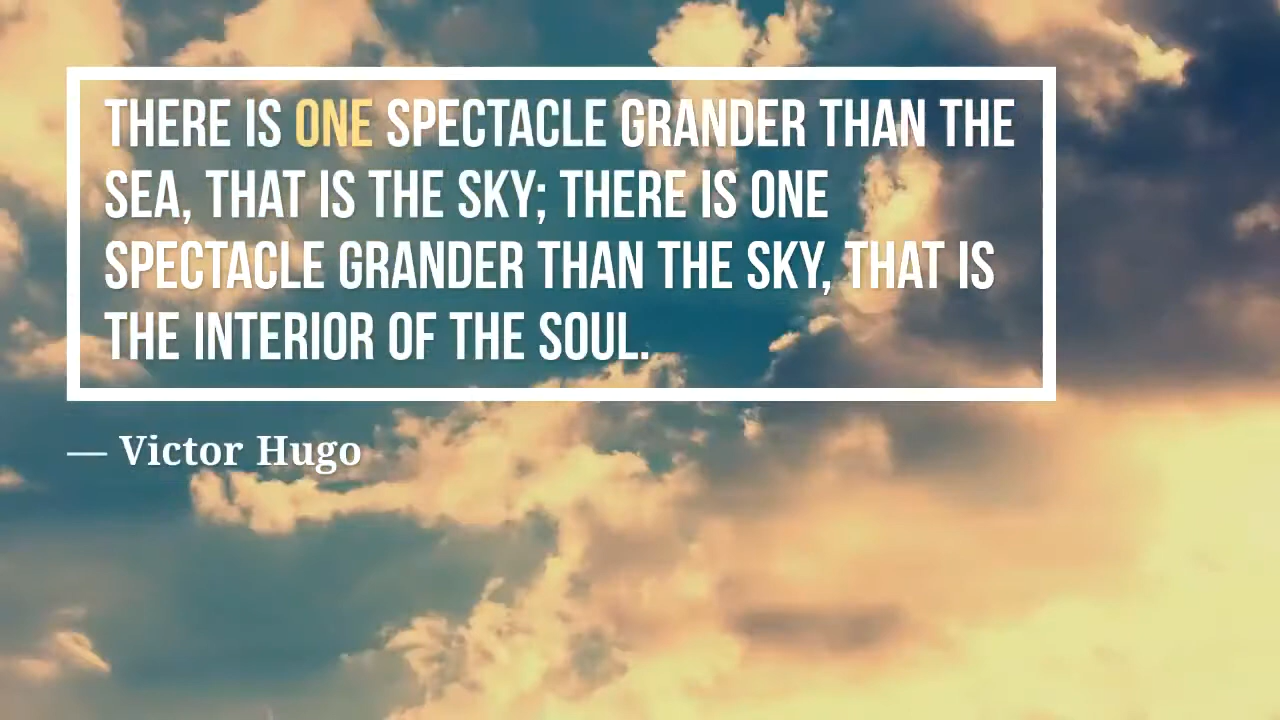 THERE IS ONE SPECTACLE GRANDER THAN THE
SEA, THAT IS THE SKY; THERE IS ONE
SPECTACLE GRANDER THAN THE SKY, THAT IS
THE INTERIOR OF THE SOUL.
— Victor Hugo